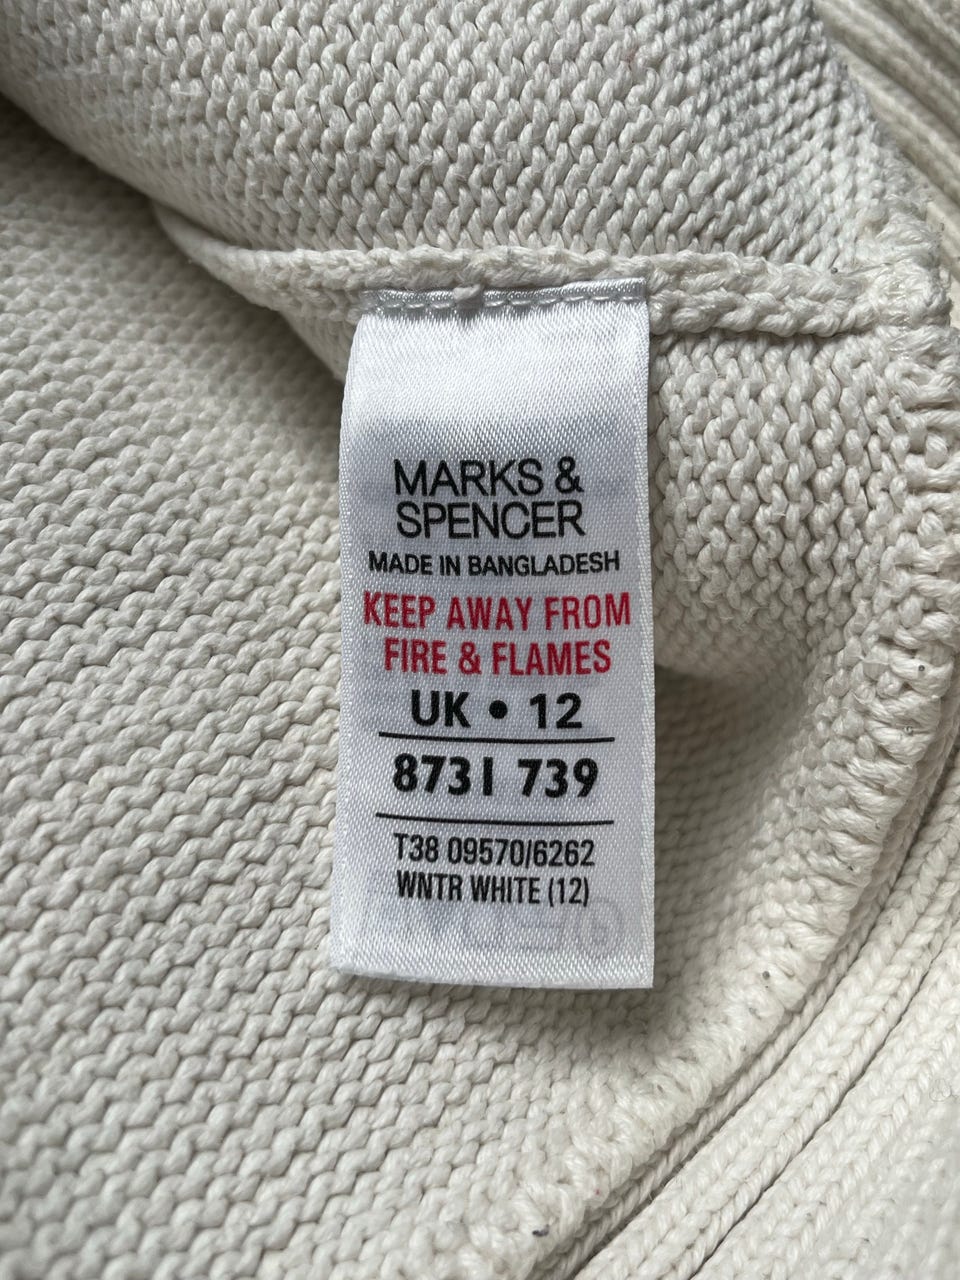 MARKS &
SPENCER
MADE IN BANGLADESH
KEEP AWAY FROM
FIRE & FLAMES
UK • 12
8731 739
T38 09570/6262
WNTR WHITE (12)